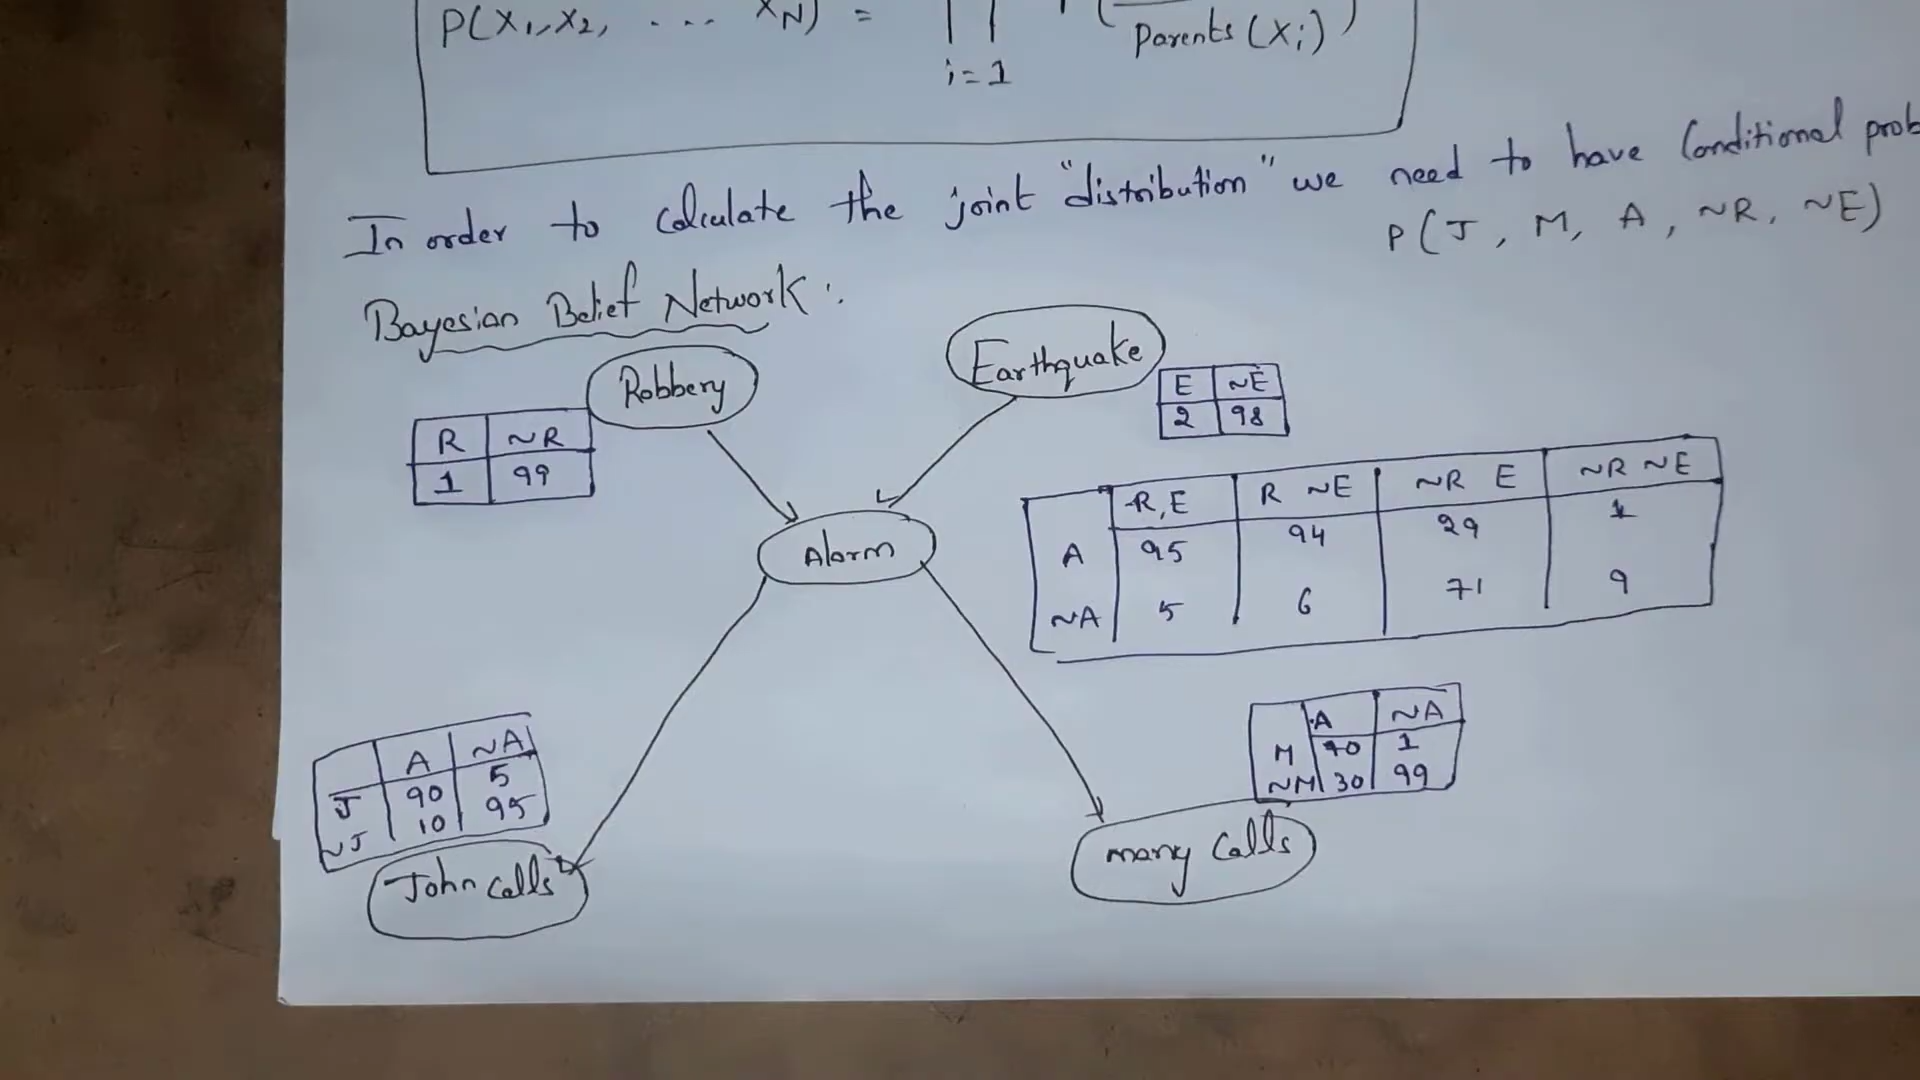 P(X1,X2, .... XN) =
Parents (Xi)
i=1
In order to calculate the joint "distribution" we need to have Conditional prob
P(J, M, A, ~R, ~E)
Bayesian Belief Network:
Robbery
Earthquake
E ~E
2 98
R ~R
1 99
R,E R ~E ~R E ~R ~E
A 95 94 29 1
~A 5 6 71 9
Alarm
A ~A
M 70 1
~M 30 99
A ~A
J 90 5
~J 10 95
many Calls
John Calls